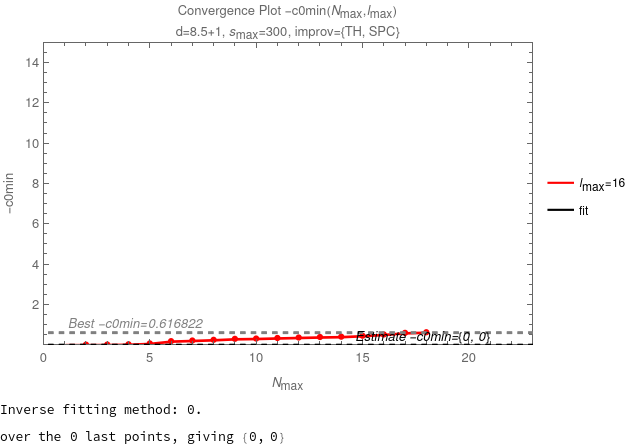 Convergence Plot −c0min(Nmax,lmax)
d=8.5+1, smax=300, improv={TH, SPC}
14
12
10
8
6
4
2
−c0min
Best −c0min=0.616822
Estimate −c0min={0, 0}
0
5
10
15
20
Nmax
lmax=16
fit
Inverse fitting method: 0.
over the 0 last points, giving {0, 0}